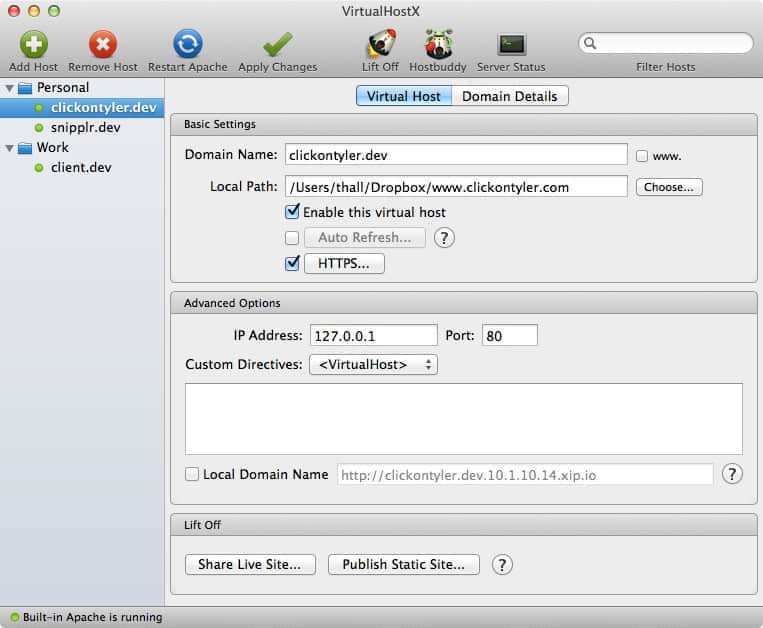 VirtualHostX
Add Host Remove Host Restart Apache Apply Changes Lift Off Hostbuddy Server Status Filter Hosts
Personal
clickontyler.dev
snipplr.dev
Work
client.dev
Virtual Host Domain Details
Basic Settings
Domain Name: clickontyler.dev www.
Local Path: /Users/thall/Dropbox/www.clickontyler.com Choose...
Enable this virtual host
Auto Refresh... ?
HTTPS...
Advanced Options
IP Address: 127.0.0.1 Port: 80
Custom Directives: <VirtualHost>
Local Domain Name http://clickontyler.dev.10.1.10.14.xip.io ?
Lift Off
Share Live Site... Publish Static Site... ?
Built-in Apache is running